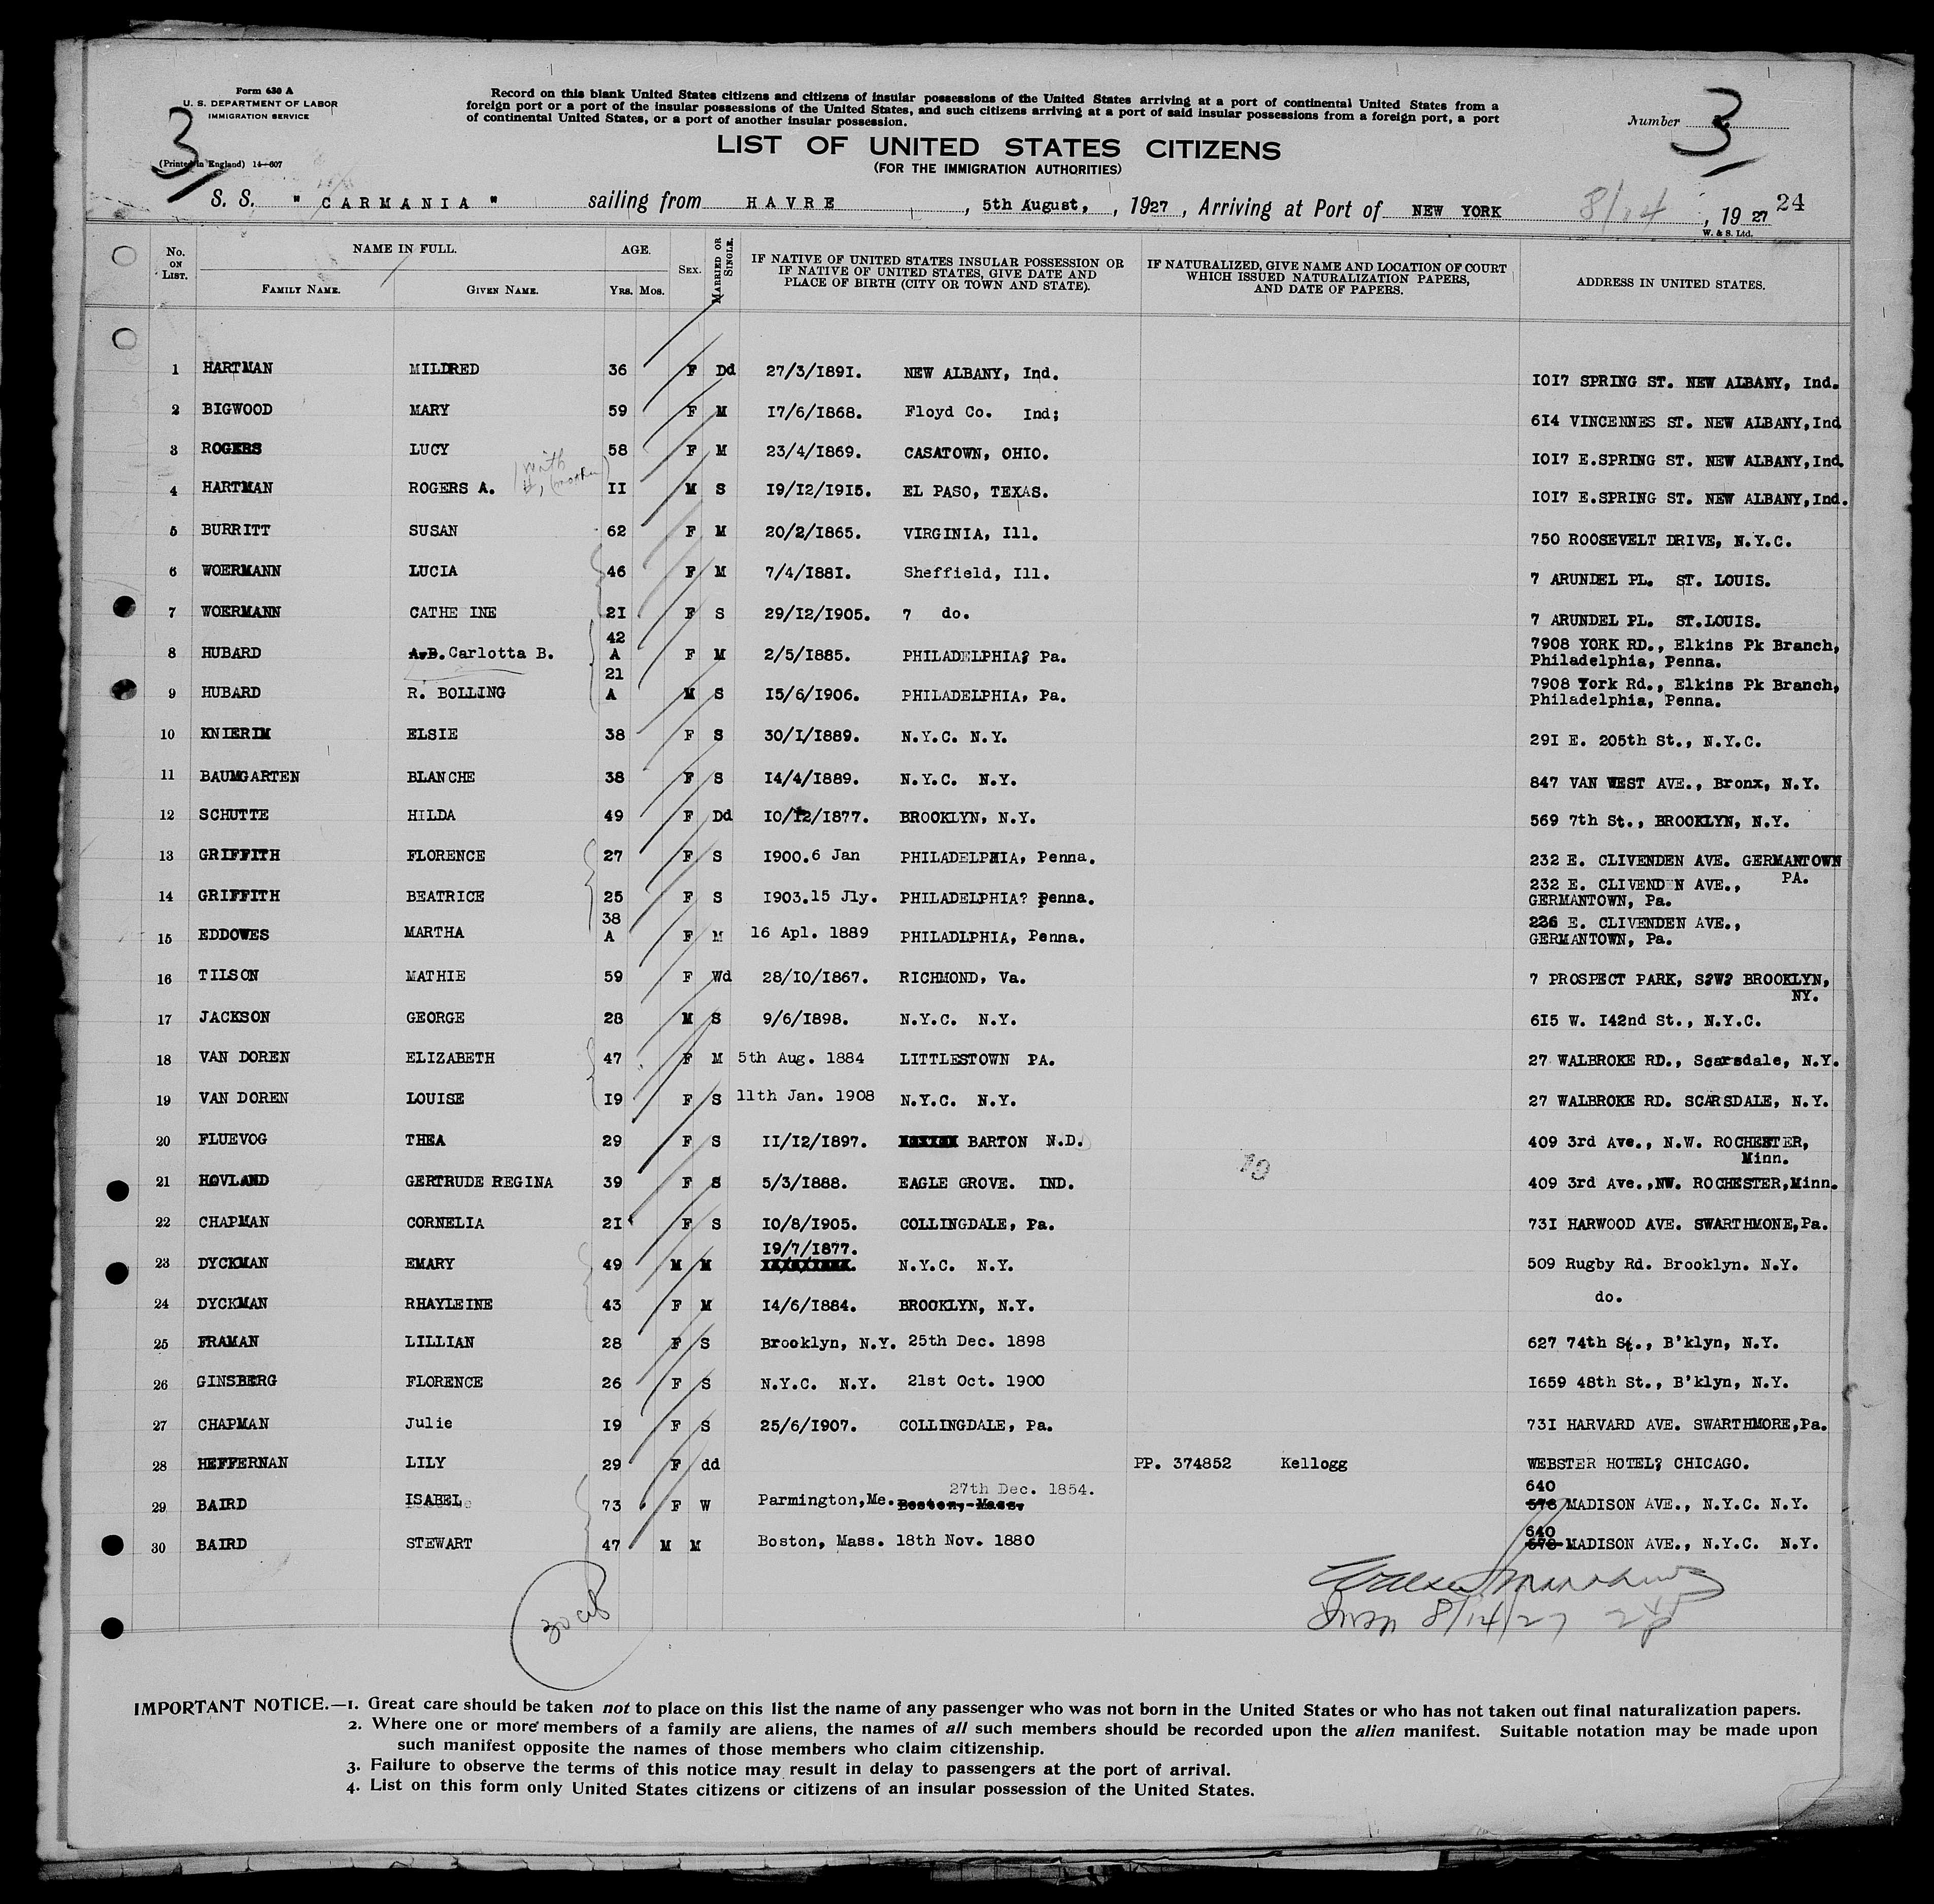 Form 630 A
U. S. DEPARTMENT OF LABOR
IMMIGRATION SERVICE
(Printed in England) 14—607
3
Record on this blank United States citizens and citizens of insular possessions of the United States arriving at a port of continental United States from a
foreign port or a port of the insular possessions of the United States, and such citizens arriving at a port of said insular possessions from a foreign port, a port
of continental United States, or a port of another insular possession.
Number 3
LIST OF UNITED STATES CITIZENS
(FOR THE IMMIGRATION AUTHORITIES)
S. S. " CARMANIA " sailing from HAVRE, 5th August, , 1927, Arriving at Port of NEW YORK 8/14, 1927 24
W. & S. Ltd.
No. ON LIST. NAME IN FULL. FAMILY NAME. GIVEN NAME. AGE. YRS. MOS. SEX. MARRIED OR SINGLE. IF NATIVE OF UNITED STATES INSULAR POSSESSION OR IF NATIVE OF UNITED STATES, GIVE DATE AND PLACE OF BIRTH (CITY OR TOWN AND STATE). IF NATURALIZED, GIVE NAME AND LOCATION OF COURT WHICH ISSUED NATURALIZATION PAPERS, AND DATE OF PAPERS. ADDRESS IN UNITED STATES.
1 HARTMAN MILDRED 36 F Dd 27/3/1891. NEW ALBANY, Ind. 1017 SPRING ST. NEW ALBANY, Ind.
2 BIGWOOD MARY 59 F M 17/6/1868. Floyd Co. Ind; 614 VINCENNES ST. NEW ALBANY,Ind
3 ROGERS LUCY 58 F M 23/4/1869. CASATOWN, OHIO. 1017 E.SPRING ST. NEW ALBANY,Ind.
with
4 HARTMAN ROGERS A. 11 M S 19/12/1915. EL PASO, TEXAS. 1017 E.SPRING ST. NEW ALBANY,Ind.
5 BURRITT SUSAN 62 F M 20/2/1865. VIRGINIA, Ill. 750 ROOSEVELT DRIVE, N.Y.C.
6 WOERMANN LUCIA 46 F M 7/4/1881. Sheffield, Ill. 7 ARUNDEL PL. ST. LOUIS.
7 WOERMANN CATHE INE 21 F S 29/12/1905. 7 do. 7 ARUNDEL PL. ST.LOUIS.
8 HUBARD A.B. Carlotta B. 42 A F M 2/5/1885. PHILADELPHIA? Pa. 7908 YORK RD., Elkins Pk Branch,
Philadelphia, Penna.
9 HUBARD R. BOLLING 21 A M S 15/6/1906. PHILADELPHIA, Pa. 7908 York Rd., Elkins Pk Branch,
Philadelphia, Penna.
10 KNIERIM ELSIE 38 F S 30/1/1889. N.Y.C. N.Y. 291 E. 205th St., N.Y.C.
11 BAUMGARTEN BLANCHE 38 F S 14/4/1889. N.Y.C. N.Y. 847 VAN WEST AVE., Bronx, N.Y.
12 SCHUTTE HILDA 49 F Dd 10/12/1877. BROOKLYN, N.Y. 569 7th St., BROOKLYN, N.Y.
13 GRIFFITH FLORENCE 27 F S 1900.6 Jan PHILADELPHIA, Penna. 232 E. CLIVENDEN AVE. GERMANTOWN
PA.
14 GRIFFITH BEATRICE 25 F S 1903.15 Jly. PHILADELPHIA? Penna. 232 E. CLIVENDEN AVE.,
GERMANTOWN, Pa.
15 EDDOWES MARTHA 38 A F M 16 Apl. 1889 PHILADLPHIA, Penna. 236 E. CLIVENDEN AVE.,
GERMANTOWN, Pa.
16 TILSON MATHIE 59 F Wd 28/10/1867. RICHMOND, Va. 7 PROSPECT PARK, S?W? BROOKLYN,
NY.
17 JACKSON GEORGE 28 M S 9/6/1898. N.Y.C. N.Y. 615 W. 142nd St., N.Y.C.
18 VAN DOREN ELIZABETH 47 F M 5th Aug. 1884 LITTLESTOWN PA. 27 WALBROKE RD., Scarsdale, N.Y.
19 VAN DOREN LOUISE 19 F S 11th Jan. 1908 N.Y.C. N.Y. 27 WALBROKE RD. SCARSDALE, N.Y.
20 FLUEVOG THEA 29 F S 11/12/1897. BARTON N.D. 409 3rd Ave., N.W. ROCHESTER,
Minn.
21 HOVLAND GERTRUDE REGINA 39 F S 5/3/1888. EAGLE GROVE. IND. 409 3rd Ave.,NW. ROCHESTER,Minn.
22 CHAPMAN CORNELIA 21 F S 10/8/1905. COLLINGDALE, Pa. 731 HARWOOD AVE. SWARTHMONE,Pa.
23 DYCKMAN EMARY 49 M M 19/7/1877. N.Y.C. N.Y. 509 Rugby Rd. Brooklyn. N.Y.
24 DYCKMAN RHAYLEINE 43 F M 14/6/1884. BROOKLYN, N.Y. do.
25 FRAMAN LILLIAN 28 F S Brooklyn, N.Y. 25th Dec. 1898 627 74th St., B'klyn, N.Y.
26 GINSBERG FLORENCE 26 F S N.Y.C. N.Y. 21st Oct. 1900 1659 48th St., B'klyn, N.Y.
27 CHAPMAN Julie 19 F S 25/6/1907. COLLINGDALE, Pa. 731 HARVARD AVE. SWARTHMORE,Pa.
28 HEFFERNAN LILY 29 F dd PP. 374852 Kellogg WEBSTER HOTEL? CHICAGO.
29 BAIRD ISABEL 73 F W Parmington,Me. Boston, Mass. 27th Dec. 1854. 640 578 MADISON AVE., N.Y.C. N.Y.
30 BAIRD STEWART 47 M M Boston, Mass. 18th Nov. 1880 640 678 MADISON AVE., N.Y.C. N.Y.
8/14/27
IMPORTANT NOTICE.—1. Great care should be taken not to place on this list the name of any passenger who was not born in the United States or who has not taken out final naturalization papers.
2. Where one or more members of a family are aliens, the names of all such members should be recorded upon the alien manifest. Suitable notation may be made upon
such manifest opposite the names of those members who claim citizenship.
3. Failure to observe the terms of this notice may result in delay to passengers at the port of arrival.
4. List on this form only United States citizens or citizens of an insular possession of the United States.